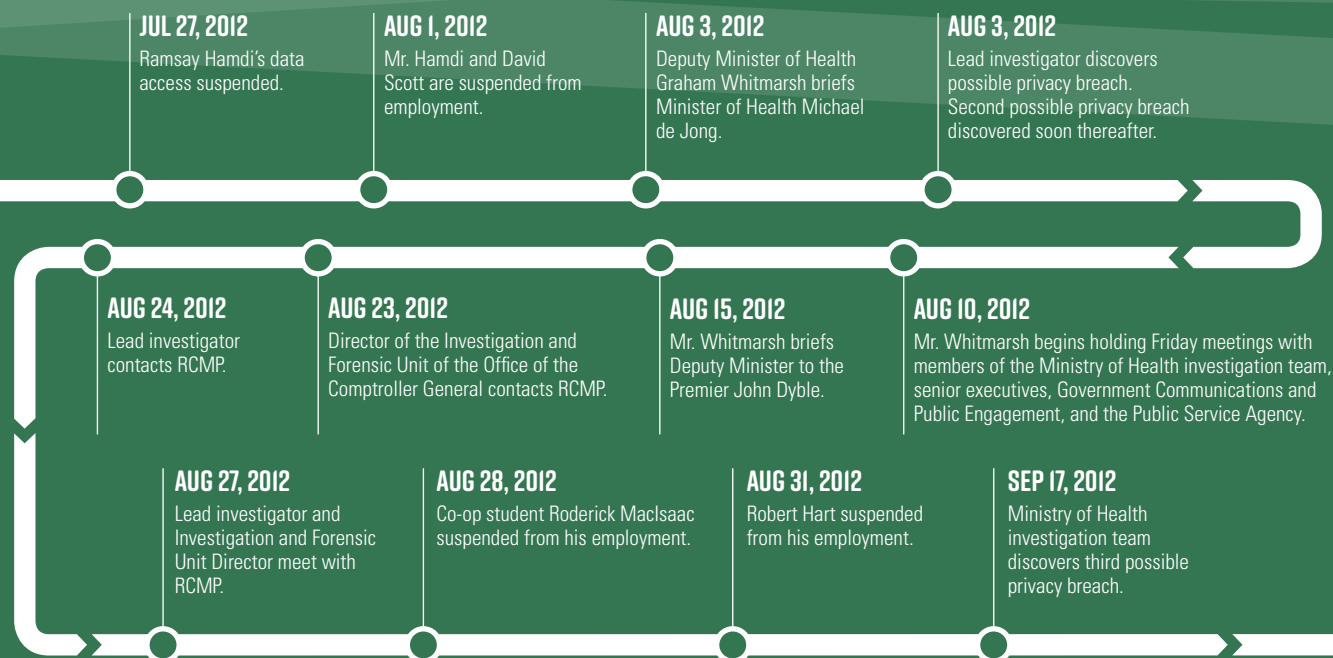 JUL 27, 2012
Ramsay Hamdi’s data
access suspended.
AUG 1, 2012
Mr. Hamdi and David
Scott are suspended from
employment.
AUG 3, 2012
Deputy Minister of Health
Graham Whitmarsh briefs
Minister of Health Michael
de Jong.
AUG 3, 2012
Lead investigator discovers
possible privacy breach.
Second possible privacy breach
discovered soon thereafter.
AUG 10, 2012
Mr. Whitmarsh begins holding Friday meetings with
members of the Ministry of Health investigation team,
senior executives, Government Communications and
Public Engagement, and the Public Service Agency.
AUG 15, 2012
Mr. Whitmarsh briefs
Deputy Minister to the
Premier John Dyble.
AUG 23, 2012
Director of the Investigation and
Forensic Unit of the Office of the
Comptroller General contacts RCMP.
AUG 24, 2012
Lead investigator
contacts RCMP.
AUG 27, 2012
Lead investigator and
Investigation and Forensic
Unit Director meet with
RCMP.
AUG 28, 2012
Co-op student Roderick MacIsaac
suspended from his employment.
AUG 31, 2012
Robert Hart suspended
from his employment.
SEP 17, 2012
Ministry of Health
investigation team
discovers third possible
privacy breach.